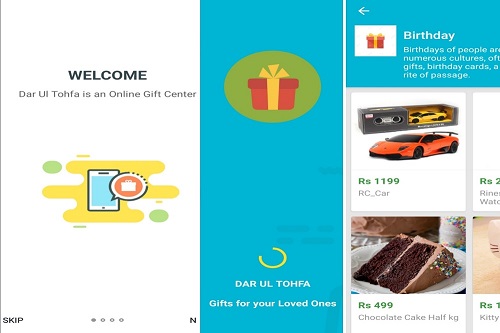 WELCOME
Dar Ul Tohfa is an Online Gift Center
SKIP
N
DAR UL TOHFA
Gifts for your Loved Ones
Birthday
Birthdays of people are
numerous cultures, oft
gifts, birthday cards, a
rite of passage.
Rs 1199
RC_Car
Rs 2
Rines
Watc
Rs 499
Chocolate Cake Half kg
Rs 1
Kitty